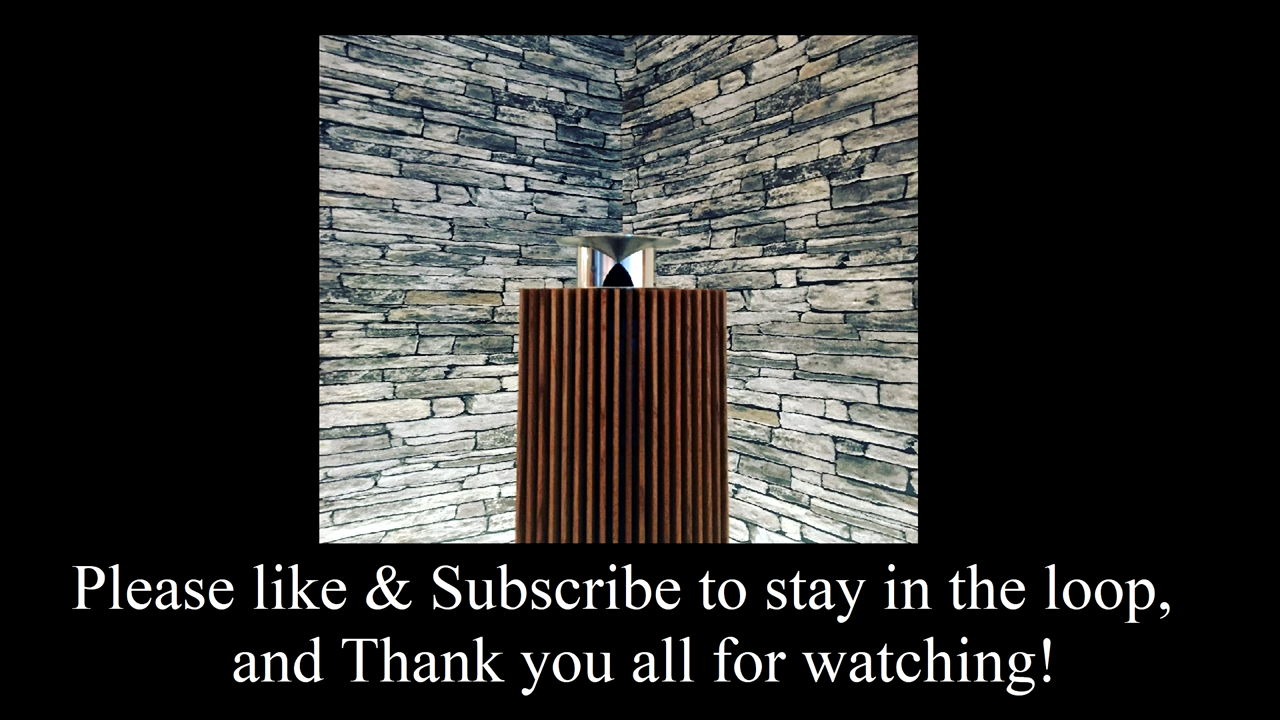 Please like & Subscribe to stay in the loop,
and Thank you all for watching!